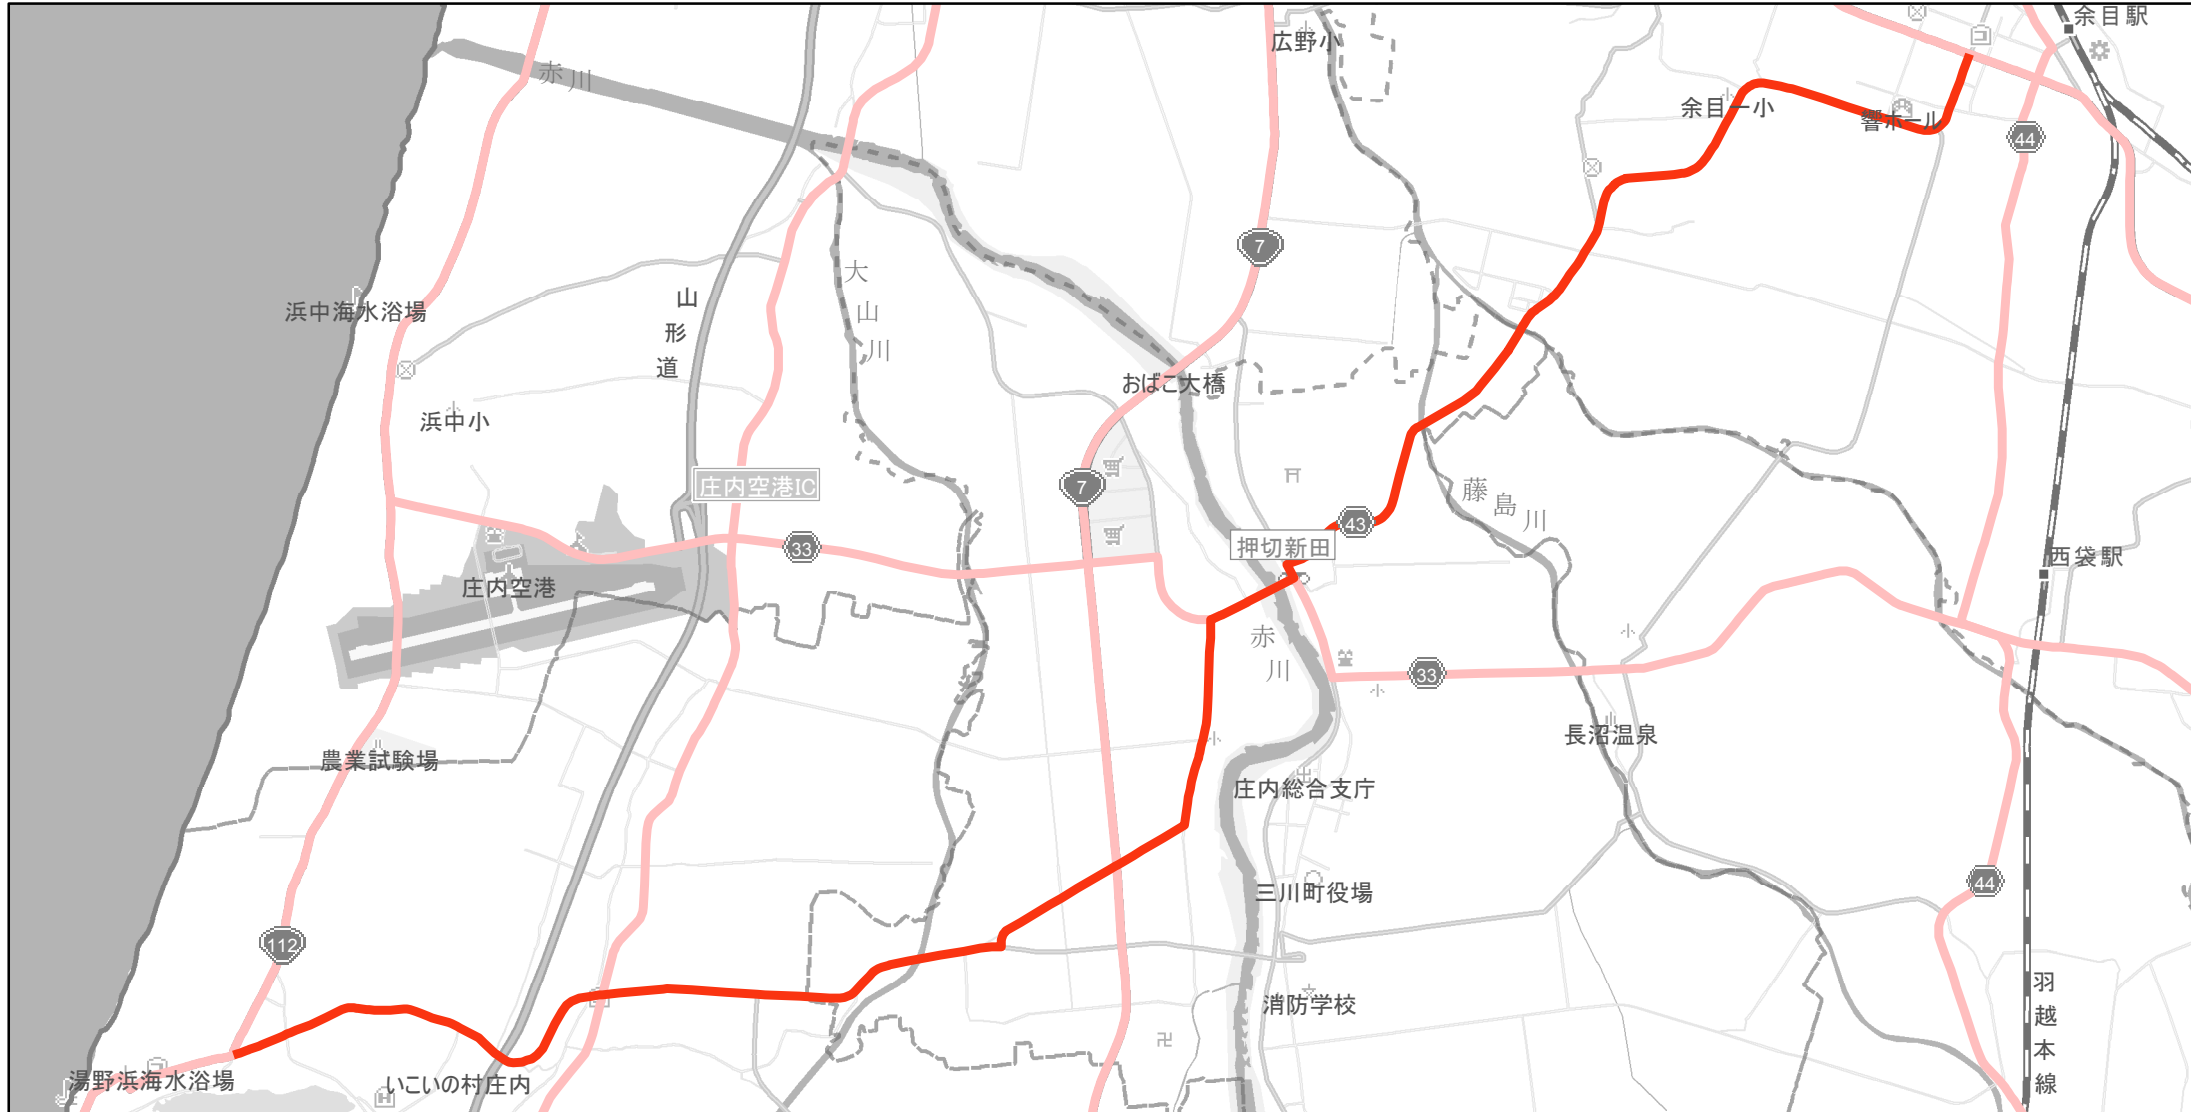 余目駅
広野小
赤川
余目一小
響ホール
44
7
大山川
山形道
浜中海水浴場
おばこ大橋
浜中小
庄内空港IC
7
藤島川
43
33
押切新田
西袋駅
庄内空港
赤川
33
長沼温泉
農業試験場
庄内総合支庁
三川町役場
44
112
消防学校
羽越本線
湯野浜海水浴場
いこいの村庄内